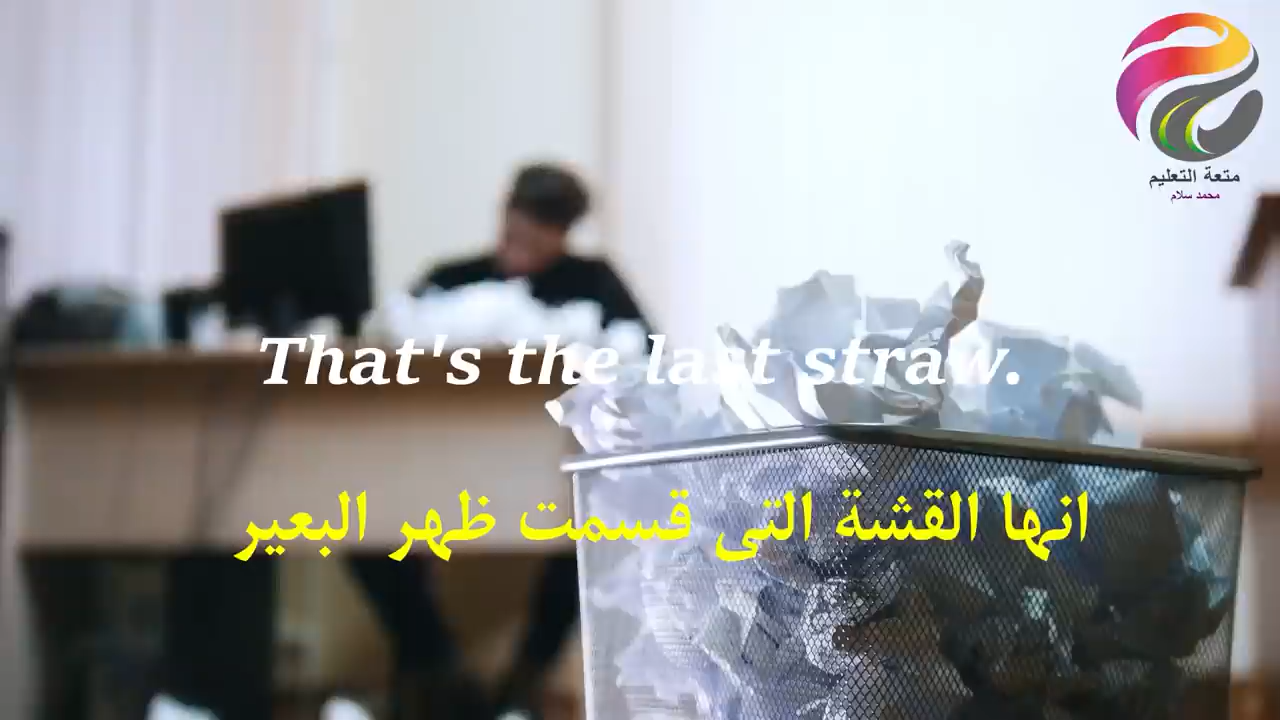 متعة التعليم
محمد سلام
That's the last straw.
انها القشة التى قسمت ظهر البعير